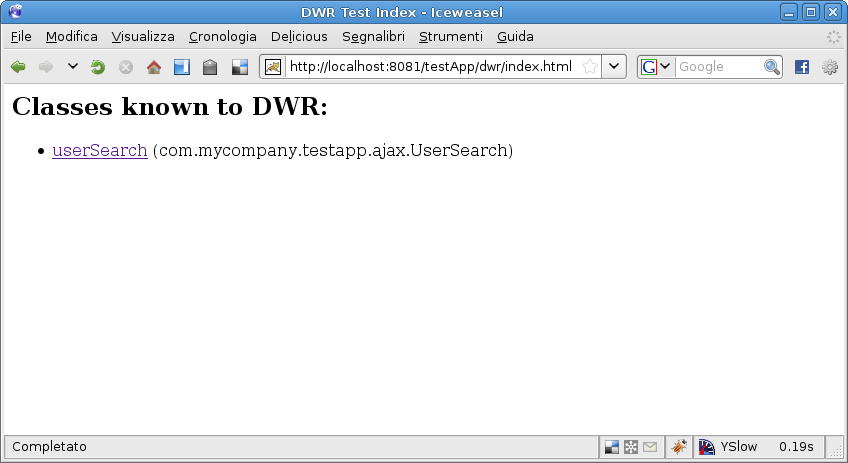 DWR Test Index - Iceweasel
File Modifica Visualizza Cronologia Delicious Segnalibri Strumenti Guida
http://localhost:8081/testApp/dwr/index.html G Google
Classes known to DWR:
• userSearch (com.mycompany.testapp.ajax.UserSearch)
Completato YSlow 0.19s